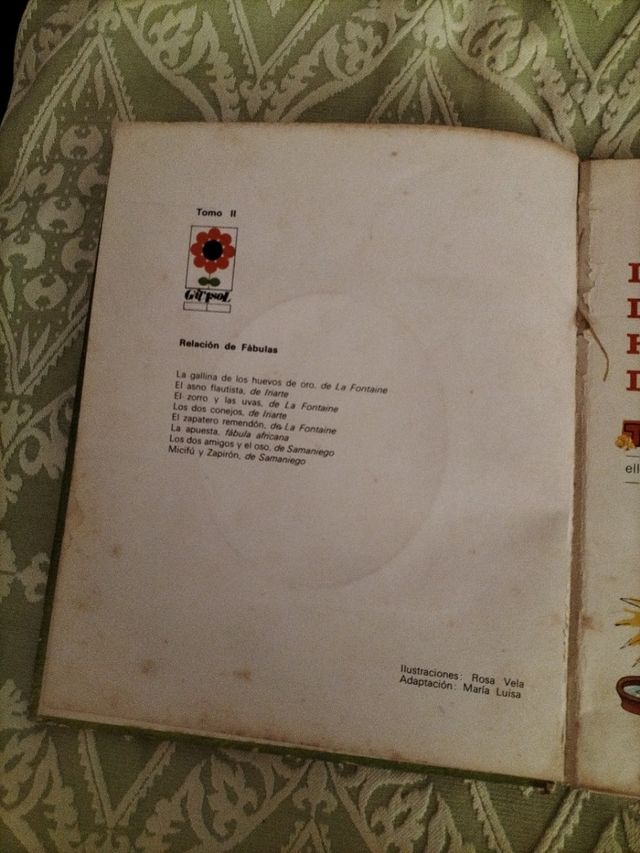 Tomo II
Girasol
Relación de Fábulas
La gallina de los huevos de oro, de La Fontaine
El asno flautista, de Iriarte
El zorro y las uvas, de La Fontaine
Los dos conejos, de Iriarte
El zapatero remendón, de La Fontaine
La apuesta, fábula africana
Los dos amigos y el oso, de Samaniego
Micifú y Zapirón, de Samaniego
Ilustraciones: Rosa Vela
Adaptación: María Luisa
ell